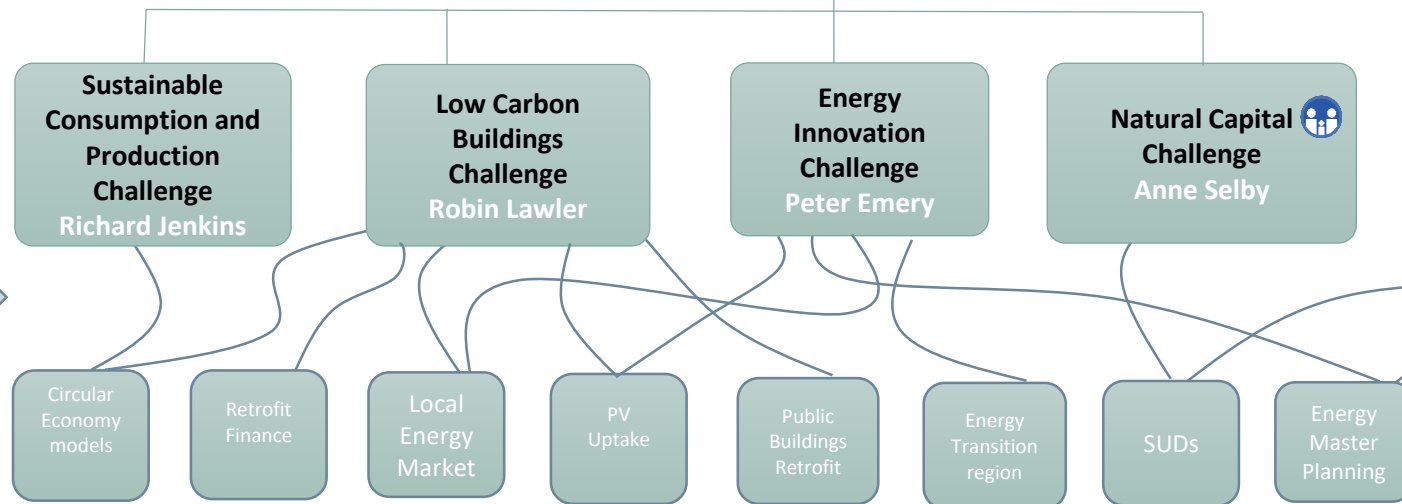 Sustainable
Consumption and
Production
Challenge
Richard Jenkins
Low Carbon
Buildings
Challenge
Robin Lawler
Energy
Innovation
Challenge
Peter Emery
Natural Capital
Challenge
Anne Selby
Circular
Economy
models
Retrofit
Finance
Local
Energy
Market
PV
Uptake
Public
Buildings
Retrofit
Energy
Transition
region
SUDs
Energy
Master
Planning